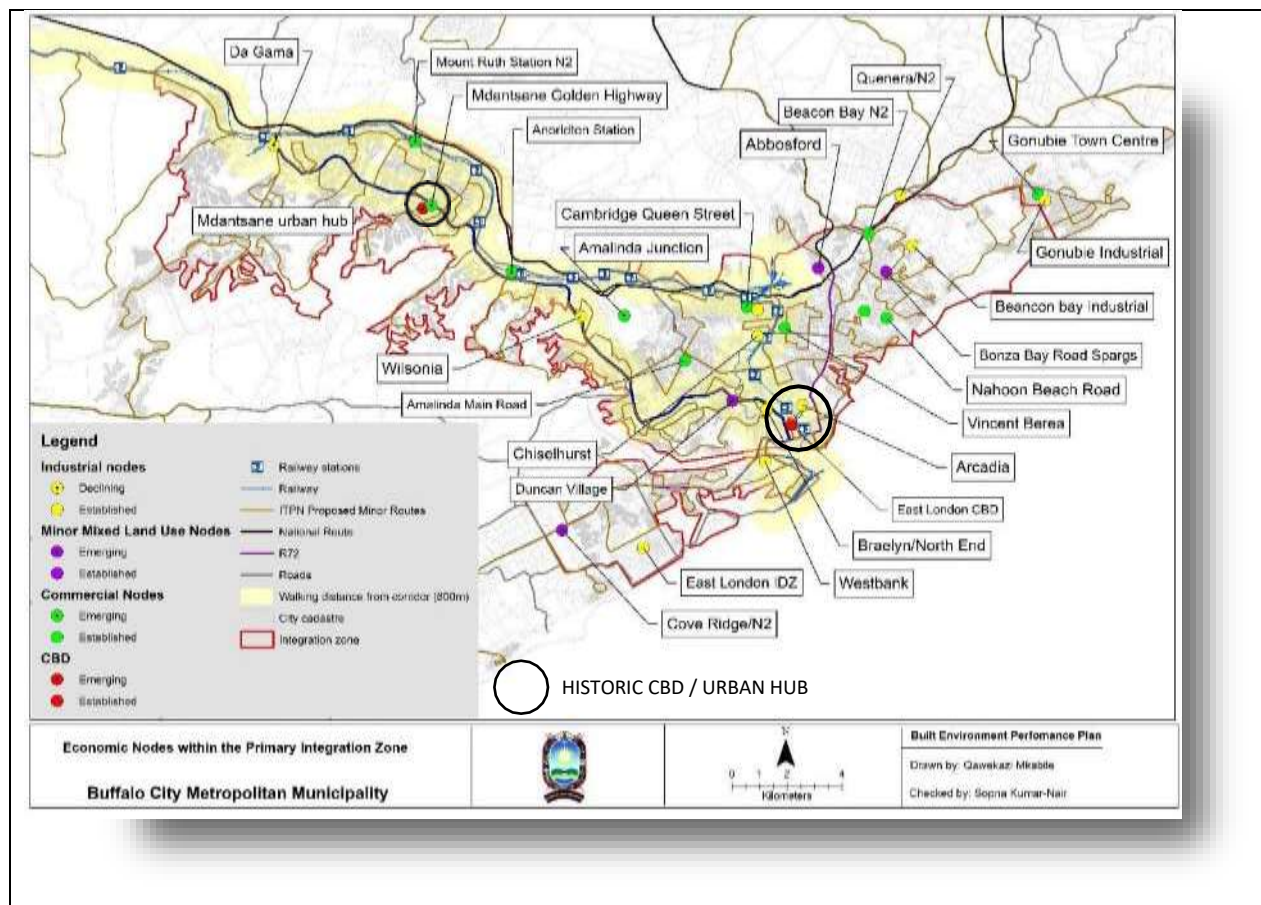 Da Gama
Mount Ruth Station N2
Quenera/N2
Mdantsane Golden Highway
Beacon Bay N2
Anoriciton Station
Abbosford
Gonubie Town Centre
Mdantsane urban hub
Cambridge Queen Street
Amalinda Junction
Gonubie Industrial
Beancon bay Industrial
Wilsonia
Bonza Bay Road Spargs
Amalinda Main Road
Nahoon Beach Road
Vincent Berea
Chiselhurst
Arcadia
Duncan Village
East London CBD
Braelyn/North End
East London IDZ
Westbank
Cove Ridge/N2
Legend
Industrial nodes
Declining
Established
Minor Mixed Land Use Nodes
Emerging
Established
Commercial Nodes
Emerging
Established
CBD
Emerging
Established
Railway stations
Railway
ITPN Proposed Minor Routes
National Route
R72
Roads
Walking distance from corridor (800m)
City cadastre
Integration zone
HISTORIC CBD / URBAN HUB
Economic Nodes within the Primary Integration Zone
Buffalo City Metropolitan Municipality
N
0 1 2 4
Kilometers
Built Environment Perfomance Plan
Drawn by: Qawekazi Mkabile
Checked by: Sopna Kumar-Nair